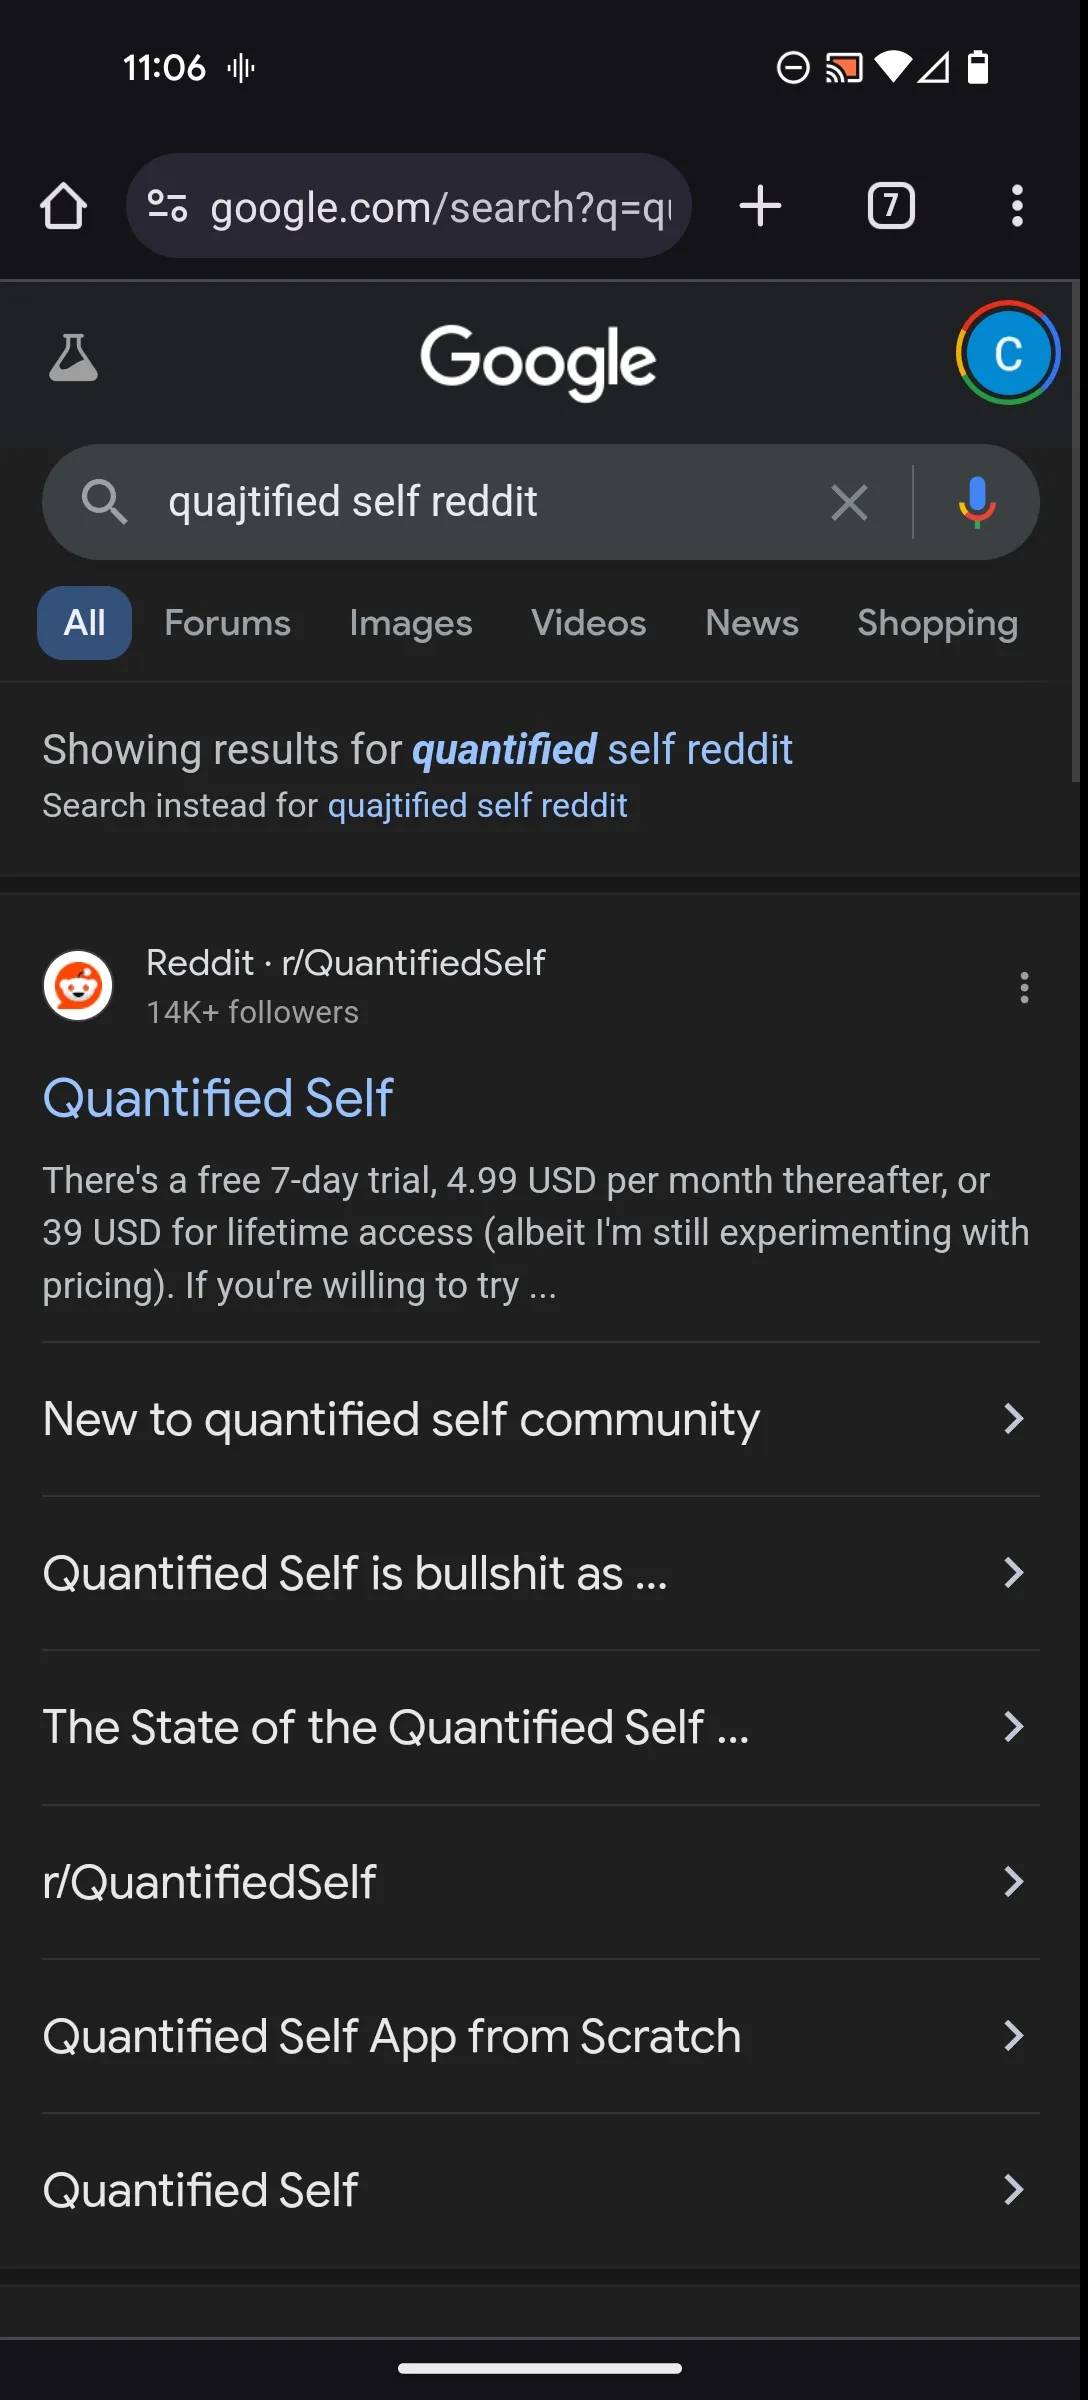 11:06
google.com/search?q=qu
7
Google
C
quajtified self reddit
All Forums Images Videos News Shopping
Showing results for quantified self reddit
Search instead for quajtified self reddit
Reddit · r/QuantifiedSelf
14K+ followers
Quantified Self
There's a free 7-day trial, 4.99 USD per month thereafter, or
39 USD for lifetime access (albeit I'm still experimenting with
pricing). If you're willing to try ...
New to quantified self community
Quantified Self is bullshit as ...
The State of the Quantified Self ...
r/QuantifiedSelf
Quantified Self App from Scratch
Quantified Self